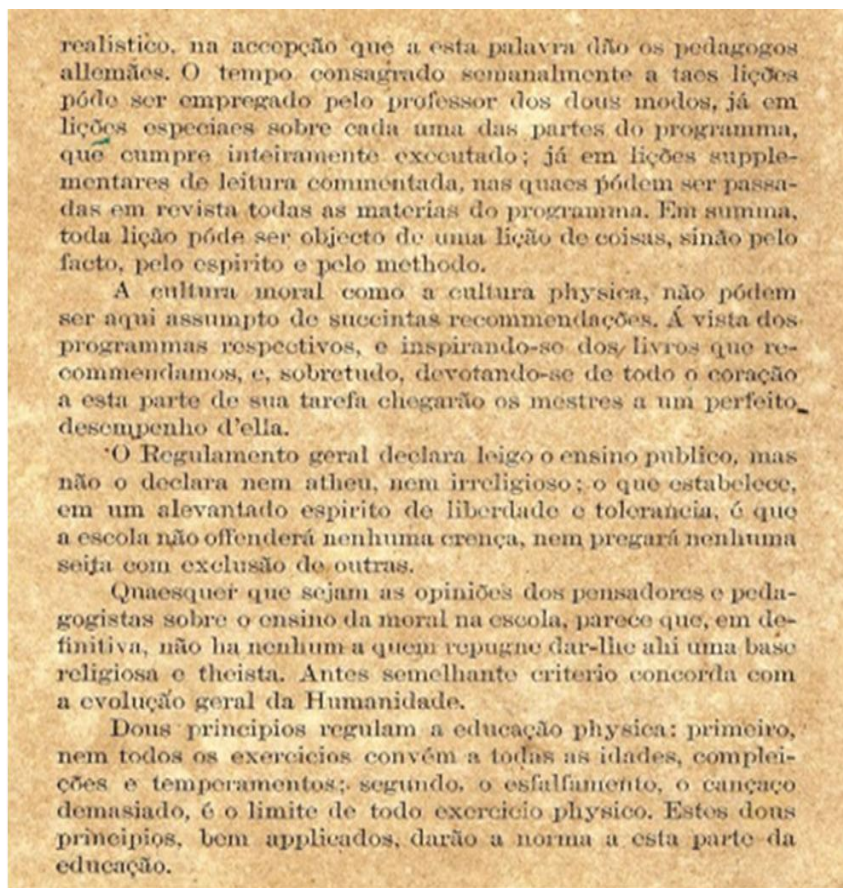 realistico, na accepção que a esta palavra dão os pedagogos
allemães. O tempo consagrado semanalmente a taes lições
póde ser empregado pelo professor dos dous modos, já em
lições especiaes sobre cada uma das partes do programma,
que cumpre inteiramente executado; já em lições supple-
mentares de leitura commentada, nas quaes pódem ser passa-
das em revista todas as materias do programma. Em summa,
toda lição póde ser objecto de uma lição de coisas, sinão pelo
facto, pelo espirito e pelo methodo.
A cultura moral como a cultura physica, não pódem
ser aqui assumpto de succintas recommendações. Á vista dos
programmas respectivos, e inspirando-se dos livros que re-
commendamos, e, sobretudo, devotando-se de todo o coração
a esta parte de sua tarefa chegarão os mestres a um perfeito
desempenho d'ella.
O Regulamento geral declara leigo o ensino publico, mas
não o declara nem atheu, nem irreligioso; o que estabelece,
em um alevantado espirito de liberdade e tolerancia, é que
a escola não offenderá nenhuma crença, nem pregará nenhuma
seita com exclusão de outras.
Quaesquer que sejam as opiniões dos pensadores e peda-
gogistas sobre o ensino da moral na escola, parece que, em de-
finitiva, não ha nenhum a quem repugne dar-lhe ahi uma base
religiosa e theista. Antes semelhante criterio concorda com
a evolução geral da Humanidade.
Dous principios regulam a educação physica: primeiro,
nem todos os exercicios convém a todas as idades, complei-
ções e temperamentos; segundo, o esfalfamento, o cançaço
demasiado, é o limite de todo exercicio physico. Estes dous
principios, bem applicados, darão a norma a esta parte da
educação.